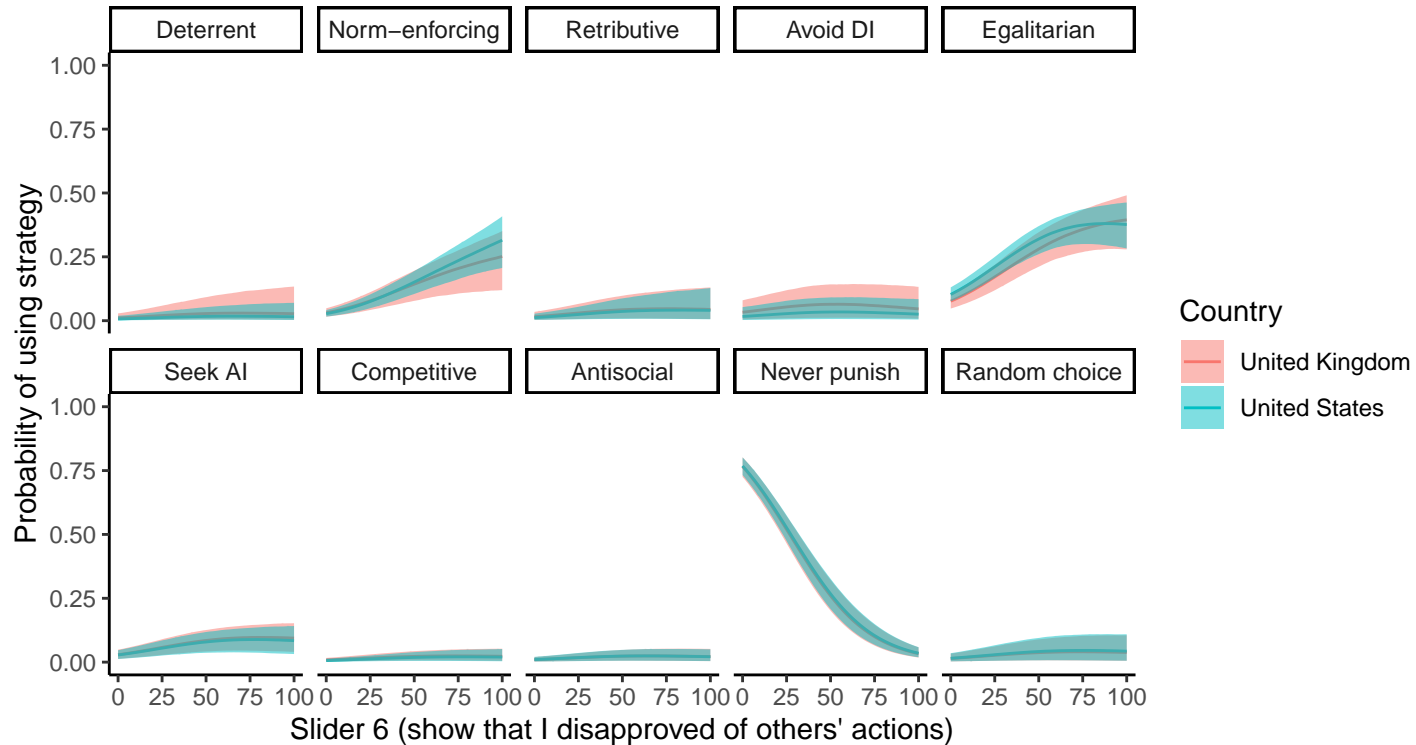 Deterrent Norm−enforcing Retributive Avoid DI Egalitarian
1.00
0.75
0.50
0.25
0.00
Seek AI Competitive Antisocial Never punish Random choice
1.00
0.75
0.50
0.25
0.00
0 25 50 75 100 0 25 50 75 100 0 25 50 75 100 0 25 50 75 100 0 25 50 75 100
Slider 6 (show that I disapproved of others' actions)
Probability of using strategy
Country
United Kingdom
United States